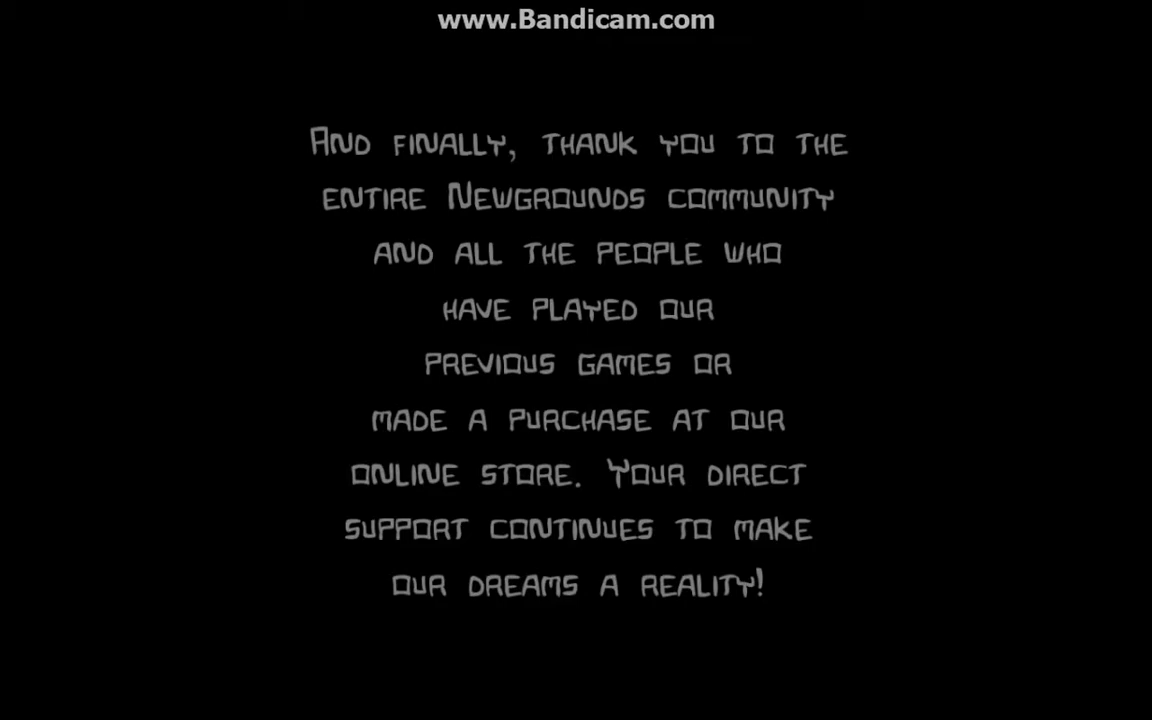 www.Bandicam.com
And finally, thank you to the
entire Newgrounds community
and all the people who
have played our
previous games or
made a purchase at our
online store. Your direct
support continues to make
our dreams a reality!